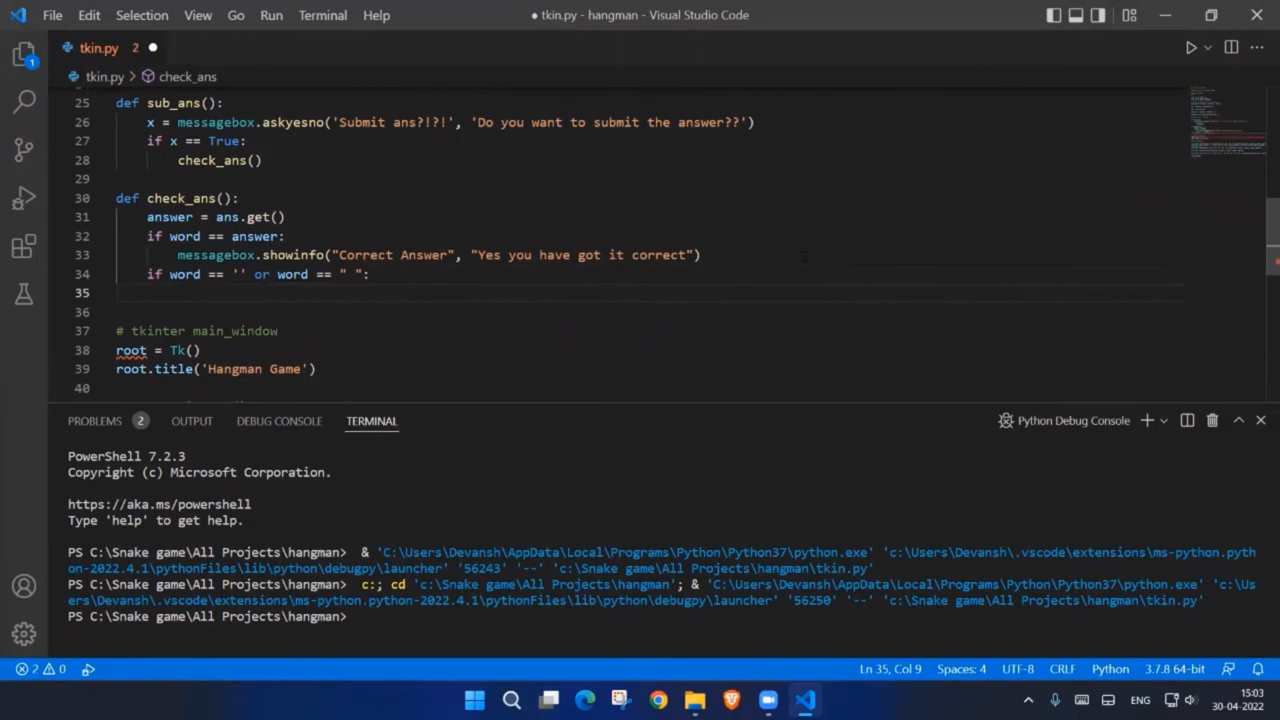 File Edit Selection View Go Run Terminal Help ● tkin.py - hangman - Visual Studio Code
tkin.py 2
1
tkin.py > check_ans
25 def sub_ans():
26 x = messagebox.askyesno('Submit ans?!?!', 'Do you want to submit the answer??')
27 if x == True:
28 check_ans()
29
30 def check_ans():
31 answer = ans.get()
32 if word == answer:
33 messagebox.showinfo("Correct Answer", "Yes you have got it correct")
34 if word == '' or word == " ":
35
36
37 # tkinter main_window
38 root = Tk()
39 root.title('Hangman Game')
40
PROBLEMS 2 OUTPUT DEBUG CONSOLE TERMINAL Python Debug Console
PowerShell 7.2.3
Copyright (c) Microsoft Corporation.
https://aka.ms/powershell
Type 'help' to get help.
PS C:\Snake game\All Projects\hangman> & 'C:\Users\Devansh\AppData\Local\Programs\Python\Python37\python.exe' 'c:\Users\Devansh\.vscode\extensions\ms-python.pyth
on-2022.4.1\pythonFiles\lib\python\debugpy\launcher' '56243' '--' 'c:\Snake game\All Projects\hangman\tkin.py'
PS C:\Snake game\All Projects\hangman> c:; cd 'c:\Snake game\All Projects\hangman'; & 'C:\Users\Devansh\AppData\Local\Programs\Python\Python37\python.exe' 'c:\Us
ers\Devansh\.vscode\extensions\ms-python.python-2022.4.1\pythonFiles\lib\python\debugpy\launcher' '56250' '--' 'c:\Snake game\All Projects\hangman\tkin.py'
PS C:\Snake game\All Projects\hangman>
2 0 Ln 35, Col 9 Spaces: 4 UTF-8 CRLF Python 3.7.8 64-bit
ENG 15:03
30-04-2022